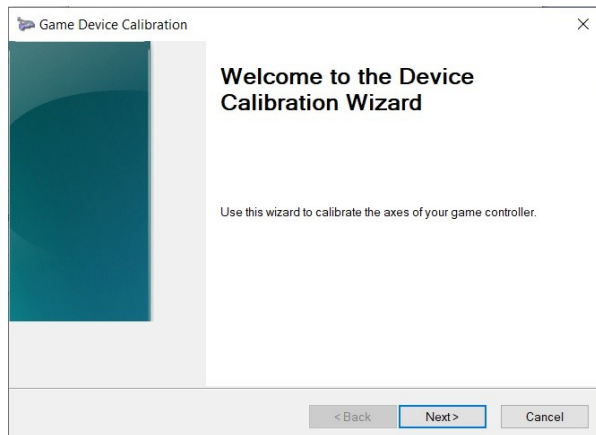 Game Device Calibration
Welcome to the Device
Calibration Wizard
Use this wizard to calibrate the axes of your game controller.
< Back
Next >
Cancel